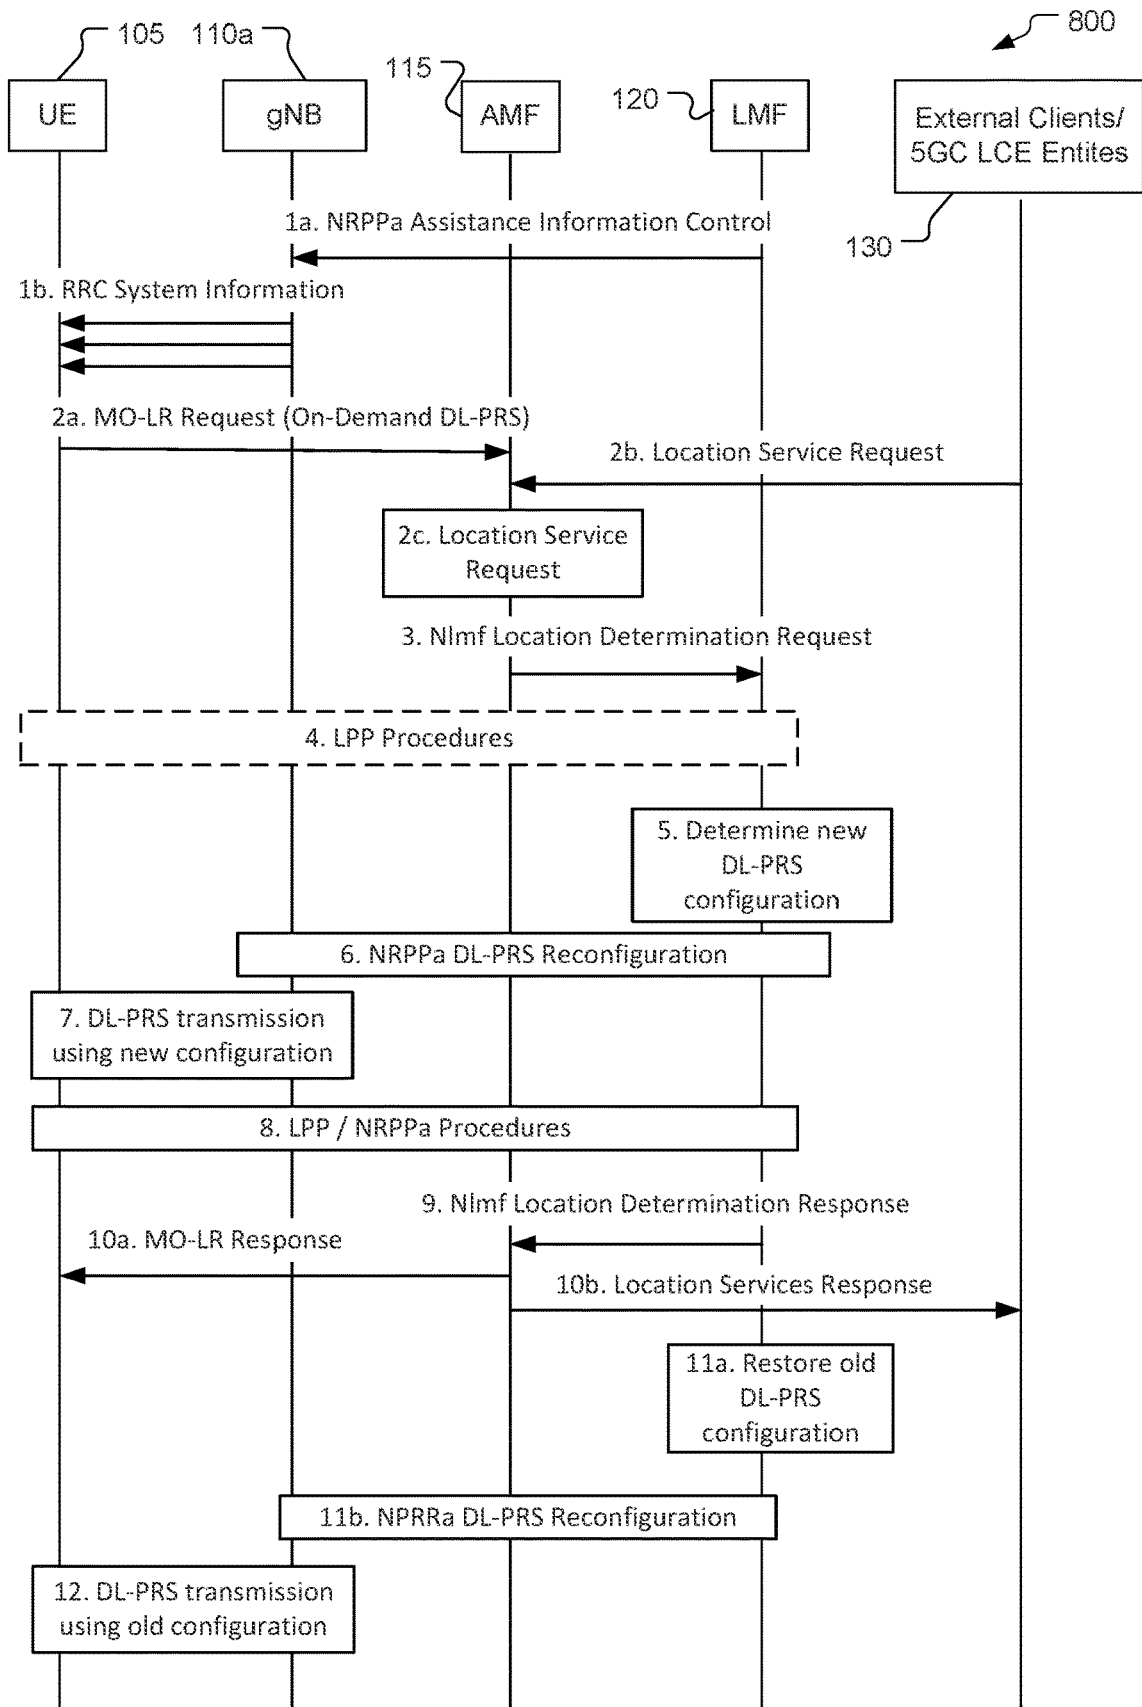 800
105
110a
115
120
UE
gNB
AMF
LMF
External Clients/
5GC LCE Entites
130
1a. NRPPa Assistance Information Control
1b. RRC System Information
2a. MO-LR Request (On-Demand DL-PRS)
2b. Location Service Request
2c. Location Service
Request
3. Nlmf Location Determination Request
4. LPP Procedures
5. Determine new
DL-PRS
configuration
6. NRPPa DL-PRS Reconfiguration
7. DL-PRS transmission
using new configuration
8. LPP / NRPPa Procedures
9. Nlmf Location Determination Response
10a. MO-LR Response
10b. Location Services Response
11a. Restore old
DL-PRS
configuration
11b. NPRRa DL-PRS Reconfiguration
12. DL-PRS transmission
using old configuration